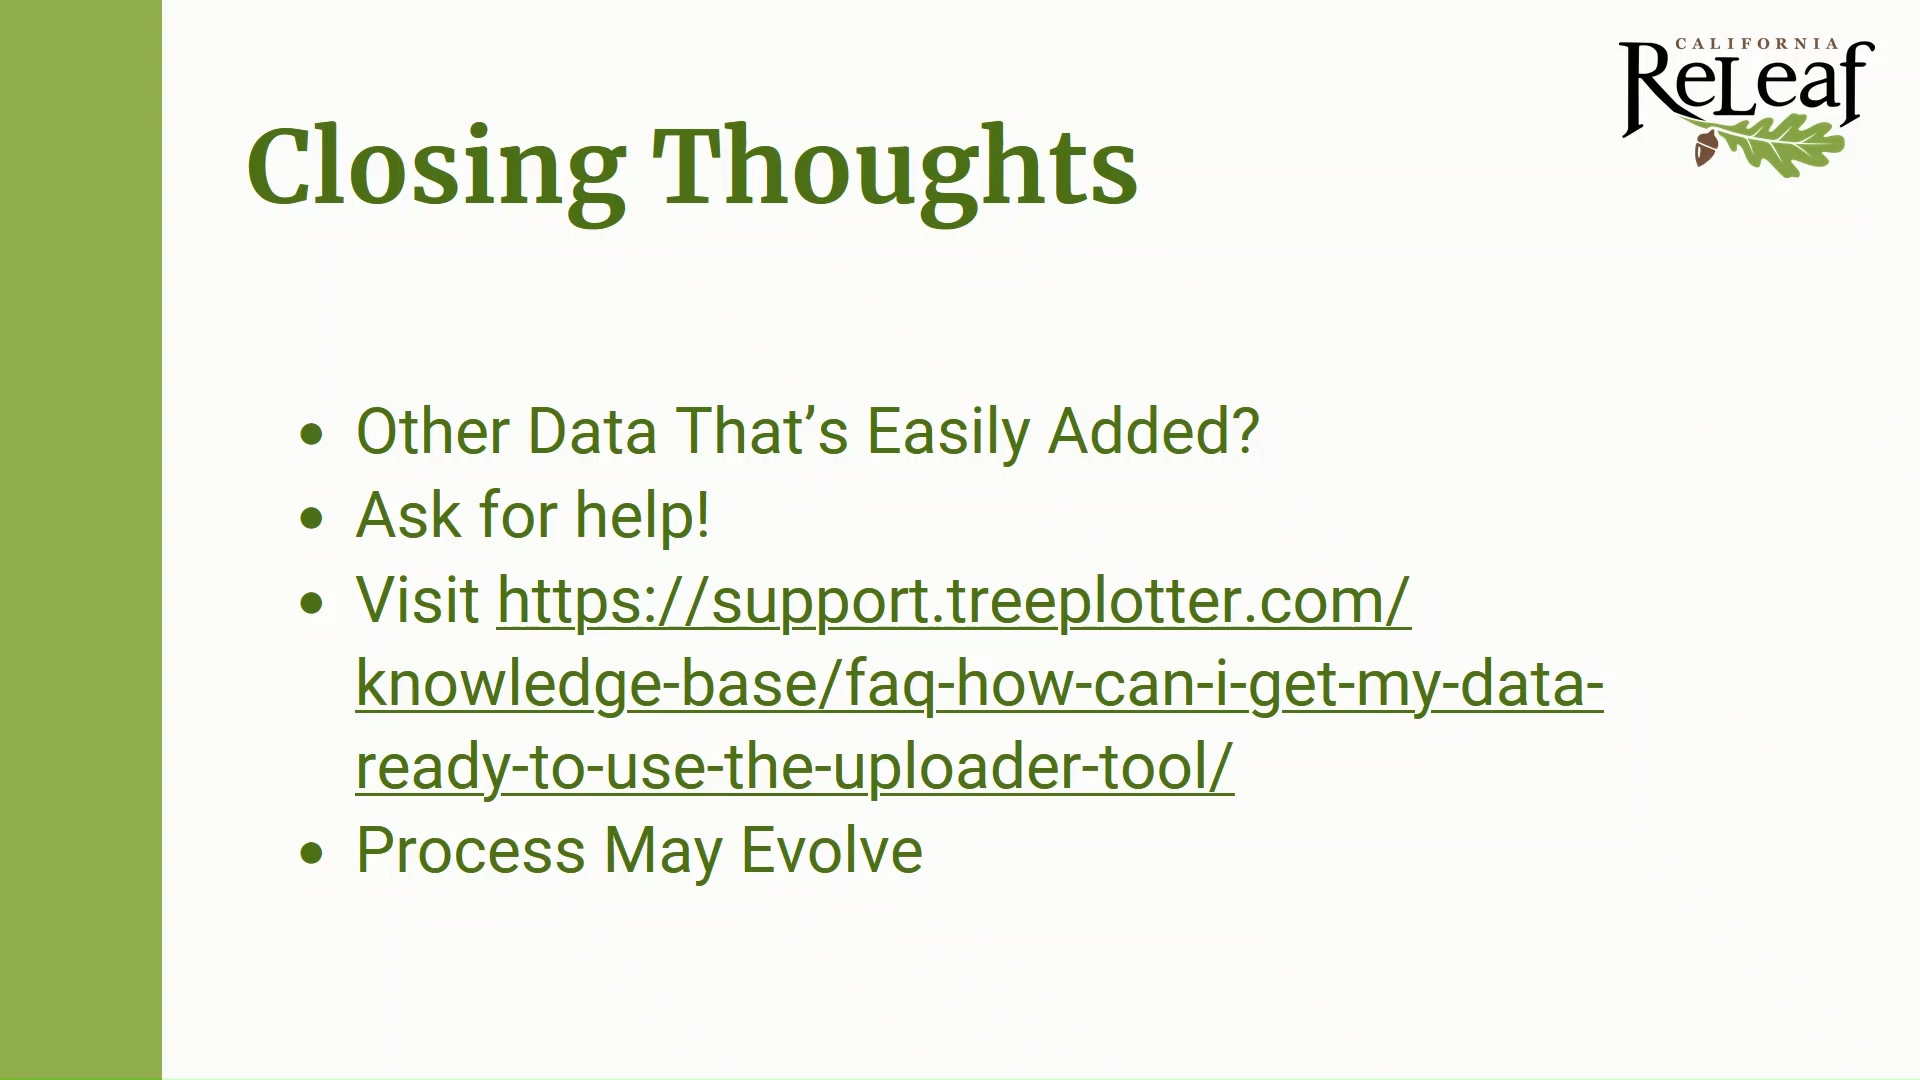 CALIFORNIA
ReLeaf
Closing Thoughts
• Other Data That’s Easily Added?
• Ask for help!
• Visit https://support.treeplotter.com/
knowledge-base/faq-how-can-i-get-my-data-
ready-to-use-the-uploader-tool/
• Process May Evolve